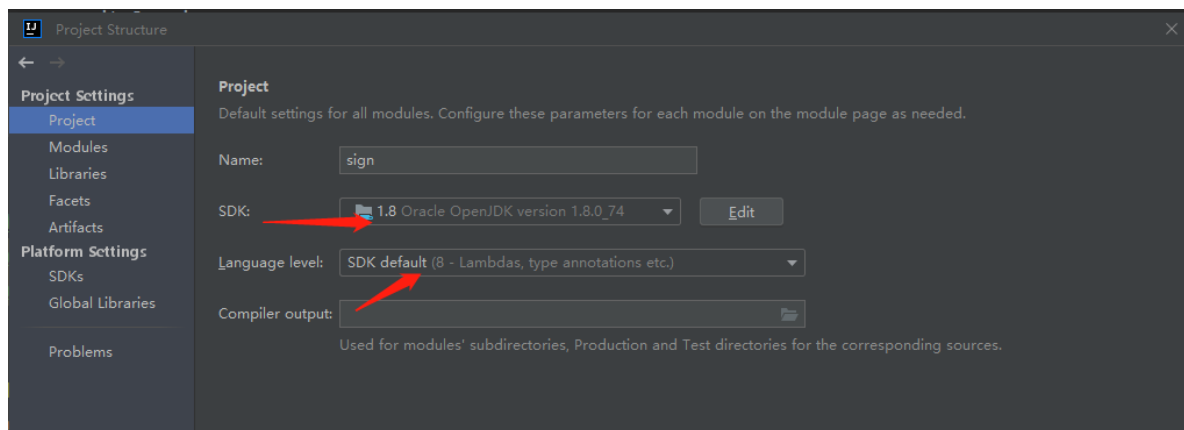 Project Structure
Project Settings
Project
Modules
Libraries
Facets
Artifacts
Platform Settings
SDKs
Global Libraries
Problems
Project
Default settings for all modules. Configure these parameters for each module on the module page as needed.
Name: sign
SDK: 1.8 Oracle OpenJDK version 1.8.0_74 Edit
Language level: SDK default (8 - Lambdas, type annotations etc.)
Compiler output:
Used for modules' subdirectories, Production and Test directories for the corresponding sources.